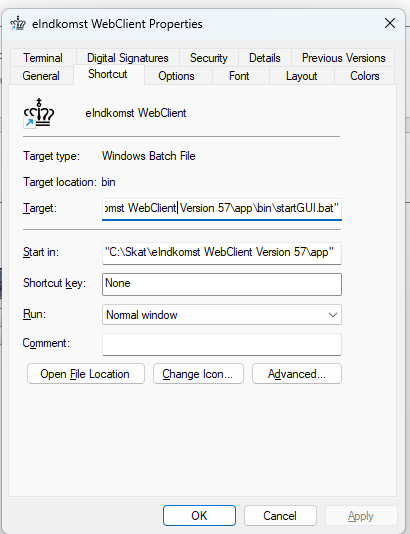 eIndkomst WebClient Properties
Terminal Digital Signatures Security Details Previous Versions
General Shortcut Options Font Layout Colors
eIndkomst WebClient
Target type: Windows Batch File
Target location: bin
Target: omst WebClient Version 57\app\bin\startGUI.bat"
Start in: "C:\Skat\eIndkomst WebClient Version 57\app"
Shortcut key: None
Run: Normal window
Comment:
Open File Location Change Icon... Advanced...
OK Cancel Apply